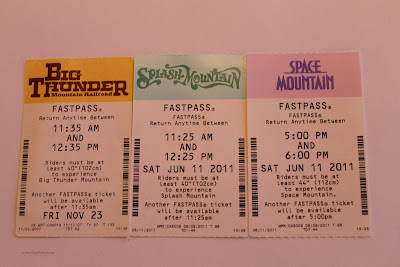 BIG
THUNDER
Mountain Railroad
FASTPASS®
Return Anytime Between
11:35 AM
AND
12:35 PM
Riders must be at
least 40"(102cm)
to experience
Big Thunder Mountain
Another FASTPASS® ticket
will be available
after 11:35am
FRI NOV 23
SPLASH MOUNTAIN
FASTPASS®
Return Anytime Between
11:25 AM
AND
12:25 PM
SAT JUN 11 2011
Riders must be at
least 40" (102cm)
to experience
Splash Mountain.
Another FASTPASS® ticket
will be available
after 11:25am
SPACE
MOUNTAIN
FASTPASS®
Return Anytime Between
5:00 PM
AND
6:00 PM
SAT JUN 11 2011
Riders must be at
least 44" (112cm)
to experience
Space Mountain.
Another FASTPASS® ticket
will be available
after 5:00pm